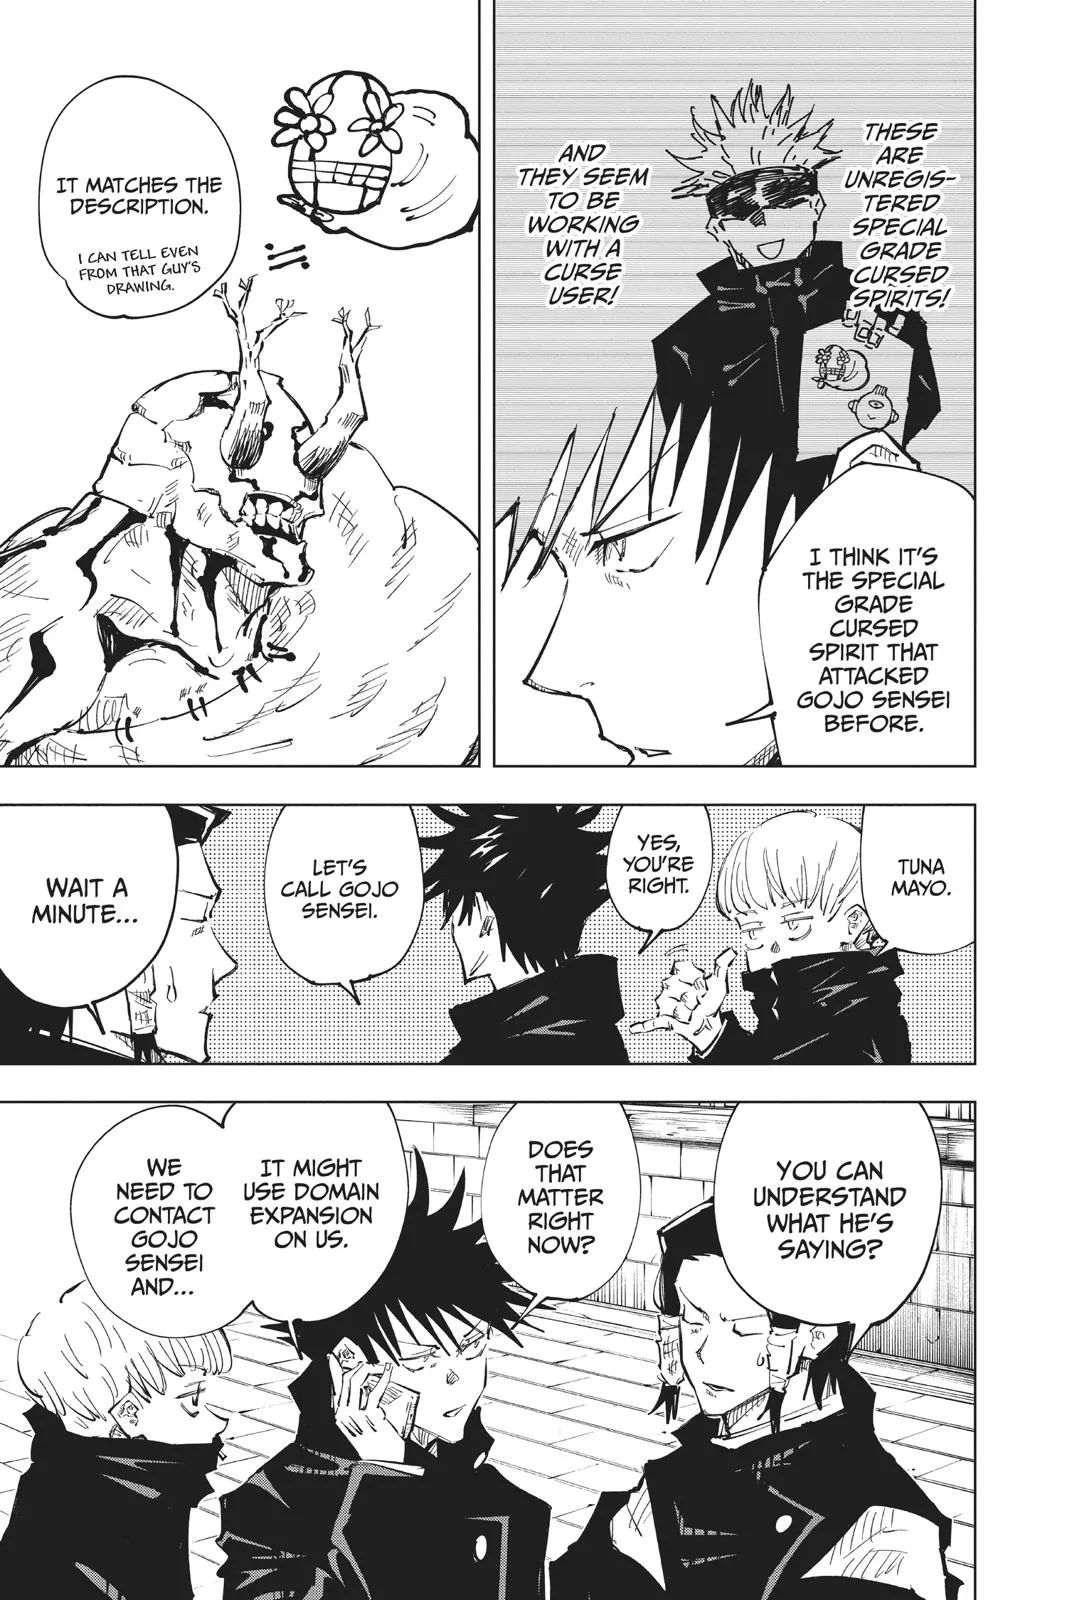 THESE
ARE
UNREGIS-
TERED
SPECIAL
GRADE
CURSED
SPIRITS!
AND
THEY SEEM
TO BE
WORKING
WITH A
CURSE
USER!
I THINK IT'S
THE SPECIAL
GRADE
CURSED
SPIRIT THAT
ATTACKED
GOJO SENSEI
BEFORE.
IT MATCHES THE
DESCRIPTION.
I CAN TELL EVEN
FROM THAT GUY'S
DRAWING.
TUNA
MAYO.
YES,
YOU'RE
RIGHT.
LET'S
CALL GOJO
SENSEI.
WAIT A
MINUTE...
YOU CAN
UNDERSTAND
WHAT HE'S
SAYING?
DOES
THAT
MATTER
RIGHT
NOW?
IT MIGHT
USE DOMAIN
EXPANSION
ON US.
WE
NEED TO
CONTACT
GOJO
SENSEI
AND...